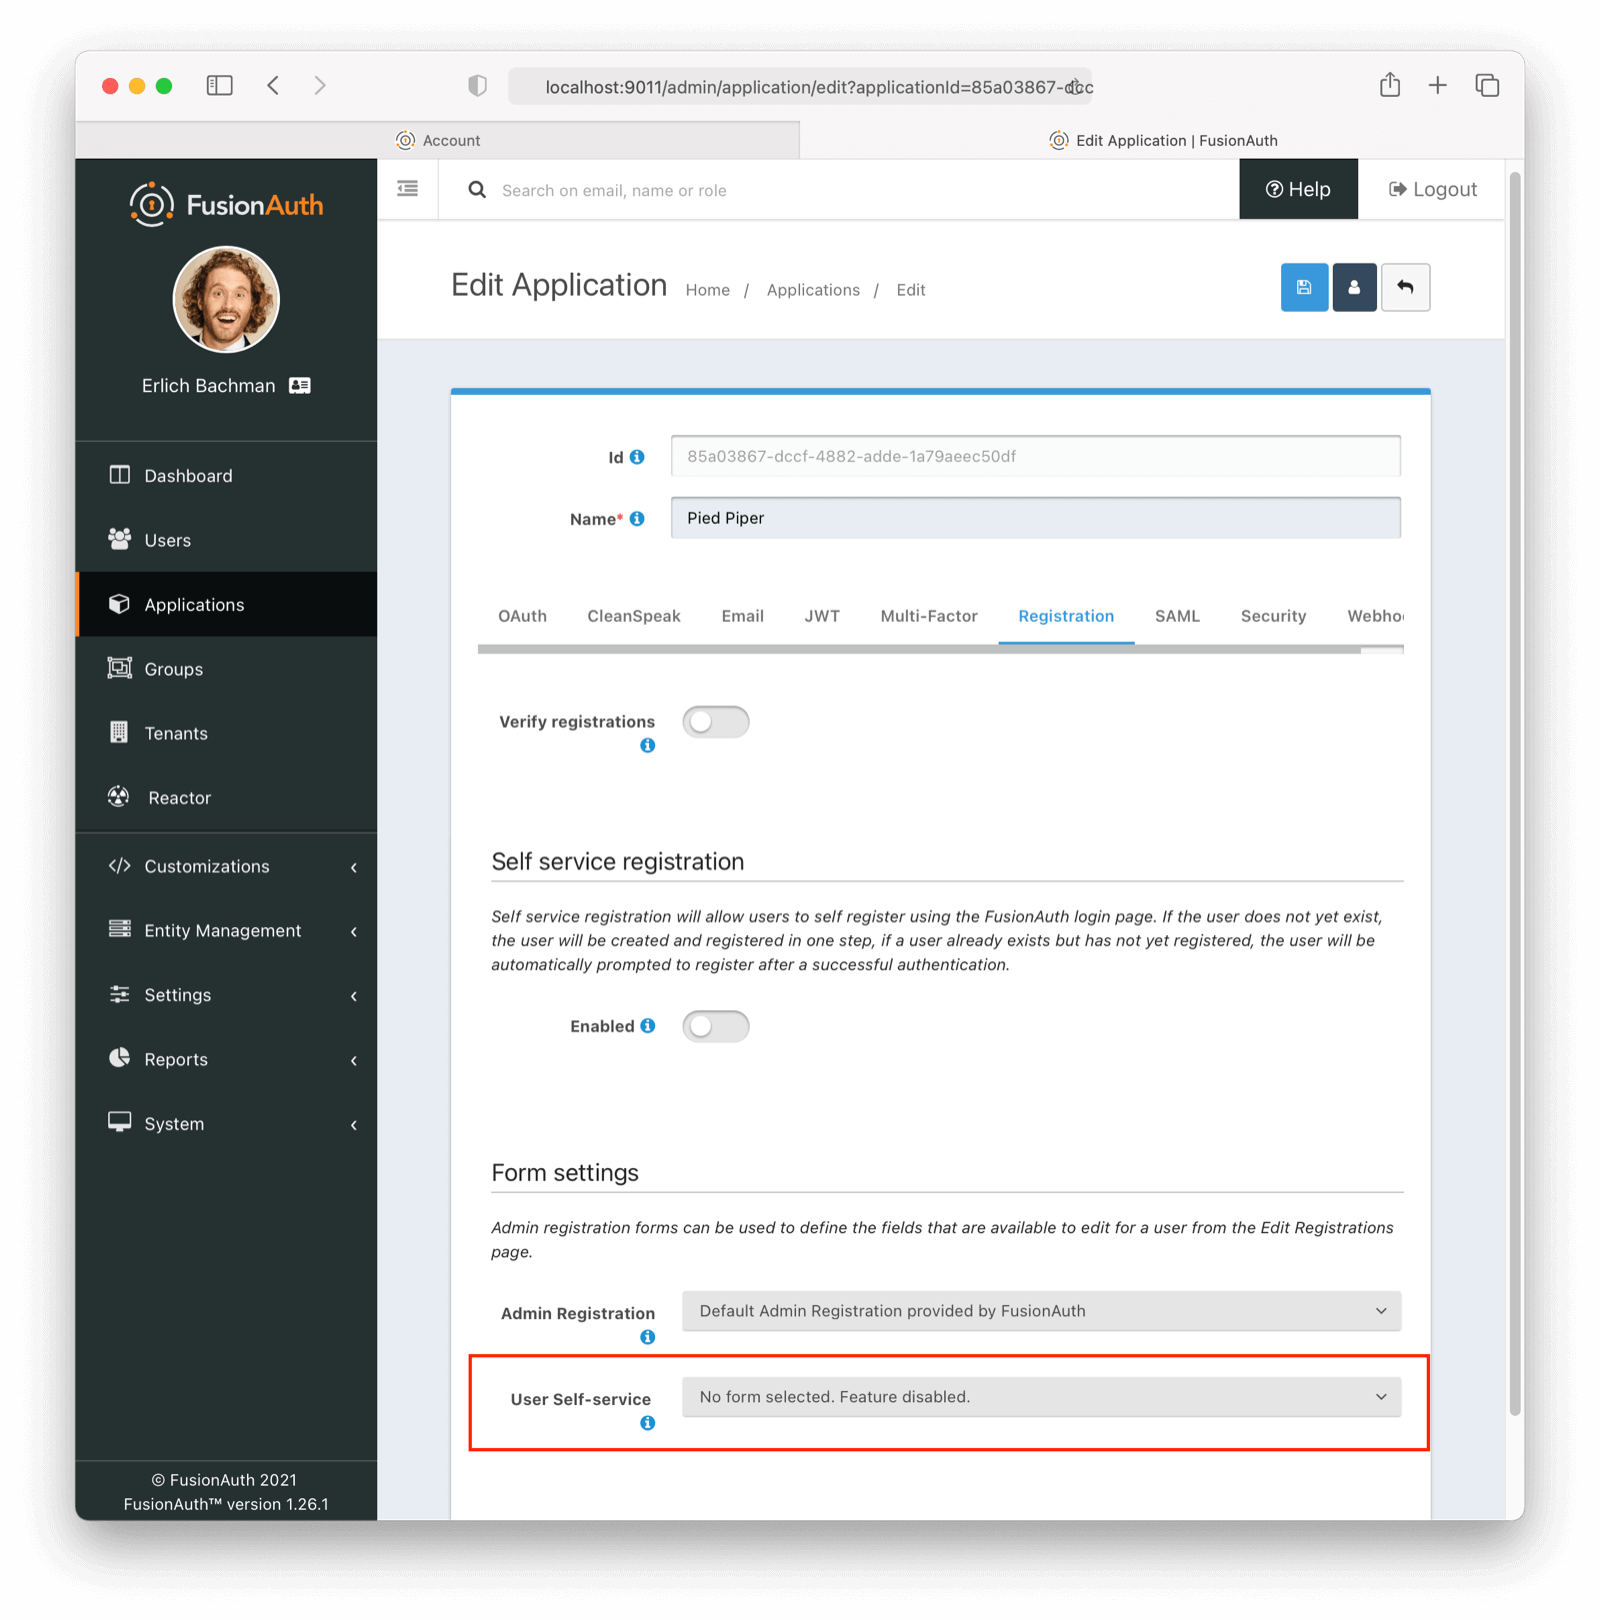 localhost:9011/admin/application/edit?applicationId=85a03867-dcc
Account
Edit Application | FusionAuth
FusionAuth
Search on email, name or role
Help
Logout
Erlich Bachman
Edit Application
Home / Applications / Edit
Dashboard
Users
Applications
Groups
Tenants
Reactor
Customizations
Entity Management
Settings
Reports
System
© FusionAuth 2021
FusionAuth™ version 1.26.1
Id
85a03867-dccf-4882-adde-1a79aeec50df
Name*
Pied Piper
OAuth CleanSpeak Email JWT Multi-Factor Registration SAML Security Webho
Verify registrations
Self service registration
Self service registration will allow users to self register using the FusionAuth login page. If the user does not yet exist,
the user will be created and registered in one step, if a user already exists but has not yet registered, the user will be
automatically prompted to register after a successful authentication.
Enabled
Form settings
Admin registration forms can be used to define the fields that are available to edit for a user from the Edit Registrations
page.
Admin Registration
Default Admin Registration provided by FusionAuth
User Self-service
No form selected. Feature disabled.